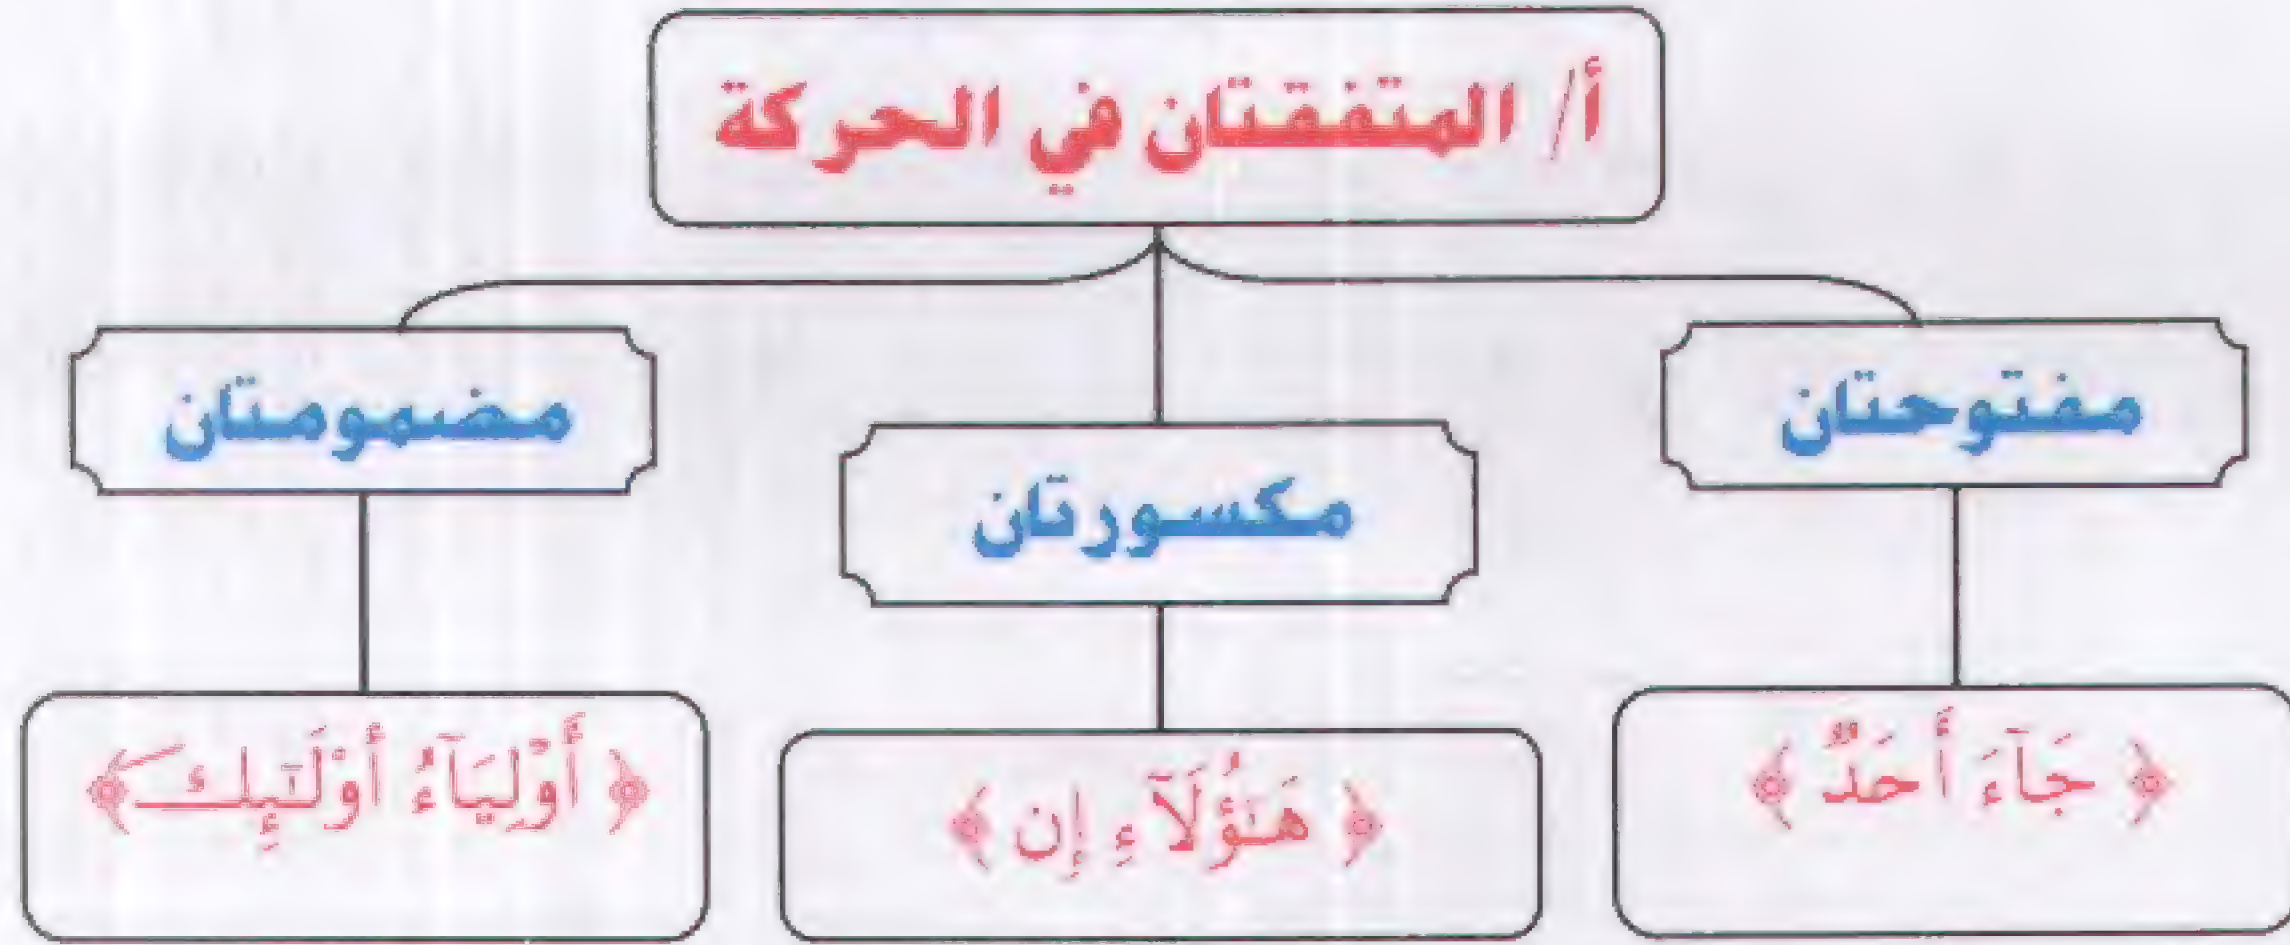 أ/ المتفقتان في الحركة
مفتوحتان
مكسورتان
مضمومتان
﴿ جَآءَ أَحَدٌ ﴾
﴿ هَـٰٓؤُلَآءِ إِن ﴾
﴿ أَوْلِيَآءُ أُوْلَـٰٓئِكَ ﴾